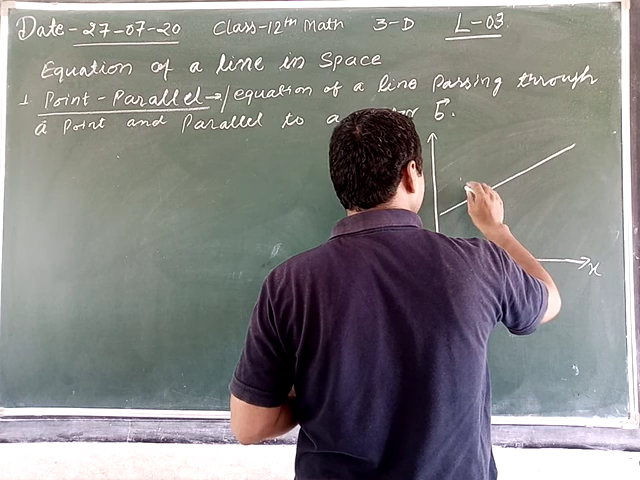 Date - 27-07-20 Class-12th Math 3-D L-03
Equation of a line in Space
1 Point-Parallel → / equation of a line Passing through
a Point and Parallel to a b⃗.
x